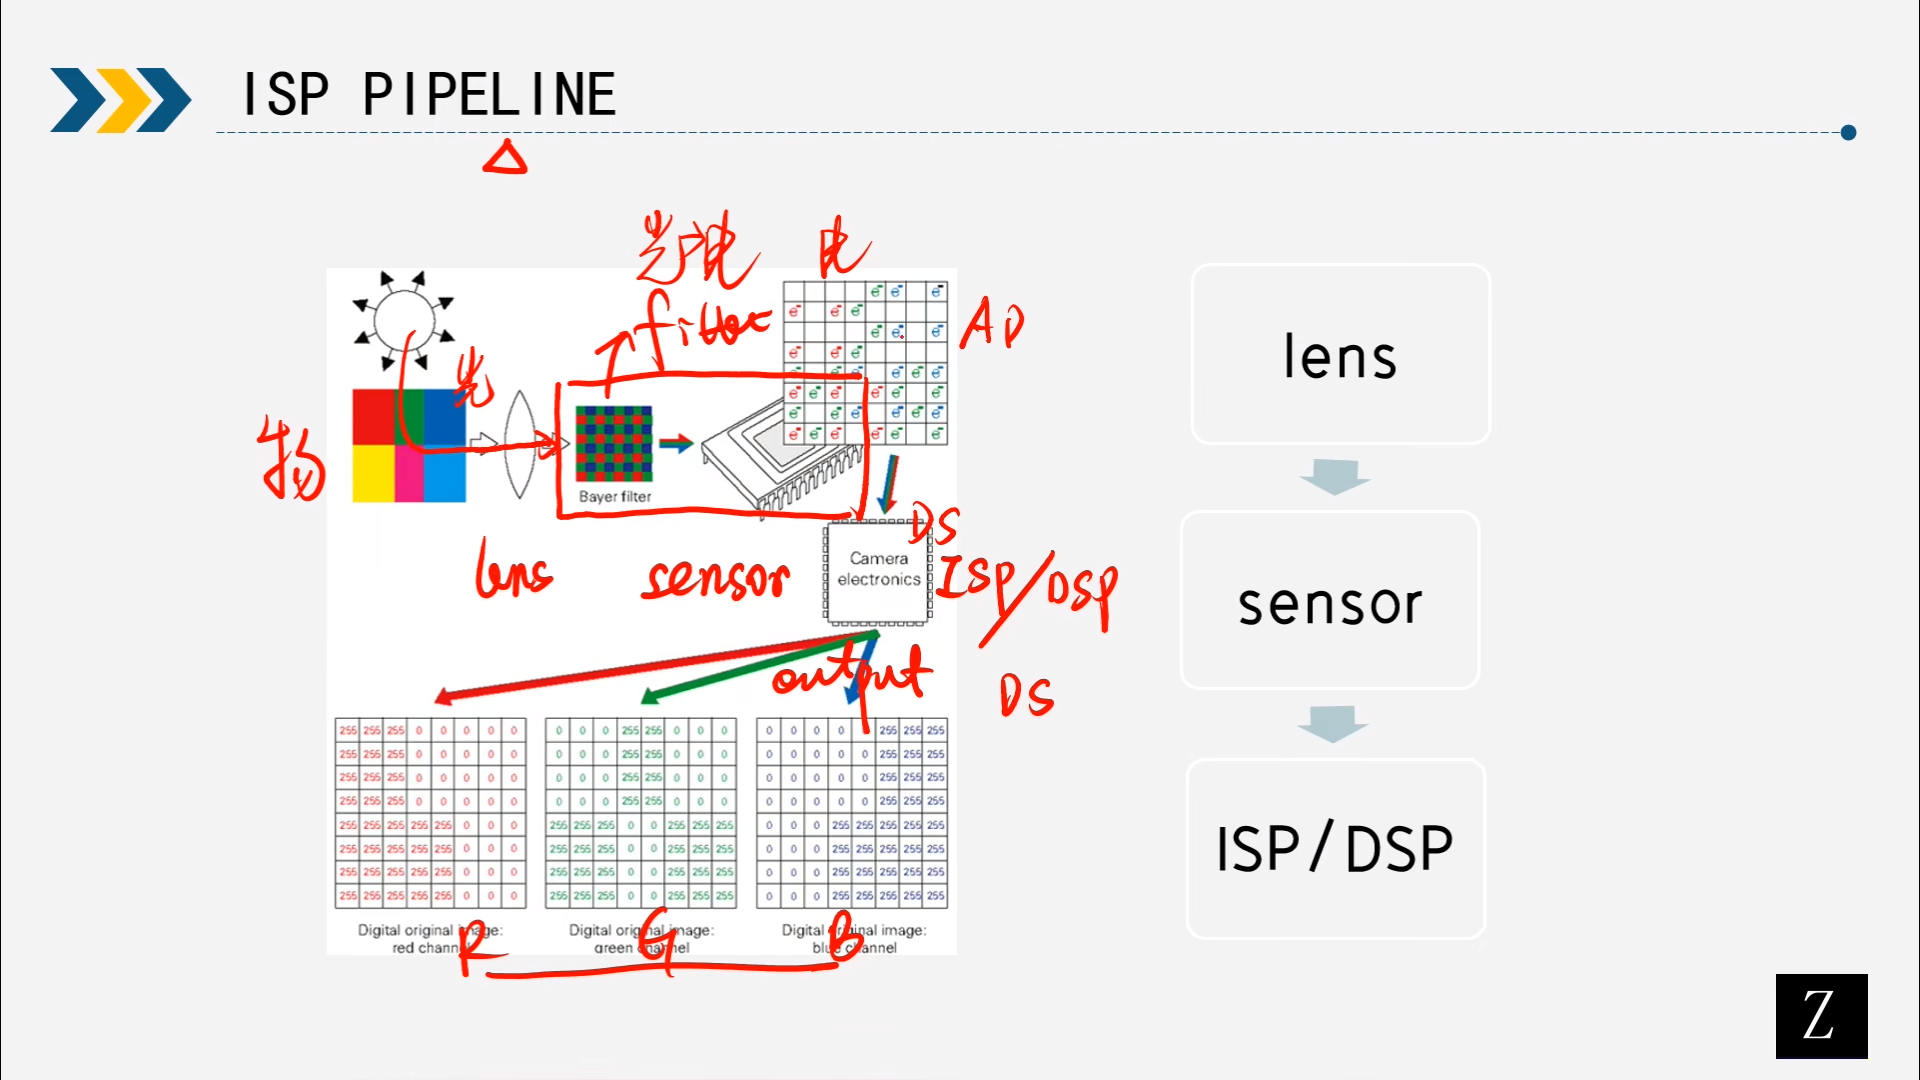 ISP PIPELINE
光 电 电
filter
AD
光
物
Bayer filter
lens
sensor
DS
Camera
electronics
ISP/DSP
output
DS
255 255 255 0 0 0 0 0
255 255 255 0 0 0 0 0
255 255 255 0 0 0 0 0
255 255 255 0 0 0 0 0
255 255 255 255 255 0 0 0
255 255 255 255 255 0 0 0
255 255 255 255 255 0 0 0
255 255 255 255 255 0 0 0
0 0 0 255 255 0 0 0
0 0 0 255 255 0 0 0
0 0 0 255 255 0 0 0
0 0 0 255 255 0 0 0
255 255 255 0 0 255 255 255
255 255 255 0 0 255 255 255
255 255 255 0 0 255 255 255
255 255 255 0 0 255 255 255
0 0 0 0 0 255 255 255
0 0 0 0 0 255 255 255
0 0 0 0 0 255 255 255
0 0 0 0 0 255 255 255
0 0 0 255 255 255 255 255
0 0 0 255 255 255 255 255
0 0 0 255 255 255 255 255
0 0 0 255 255 255 255 255
Digital original image:
red channel
R
Digital original image:
green channel
G
Digital original image:
blue channel
B
lens
sensor
ISP/DSP
Z